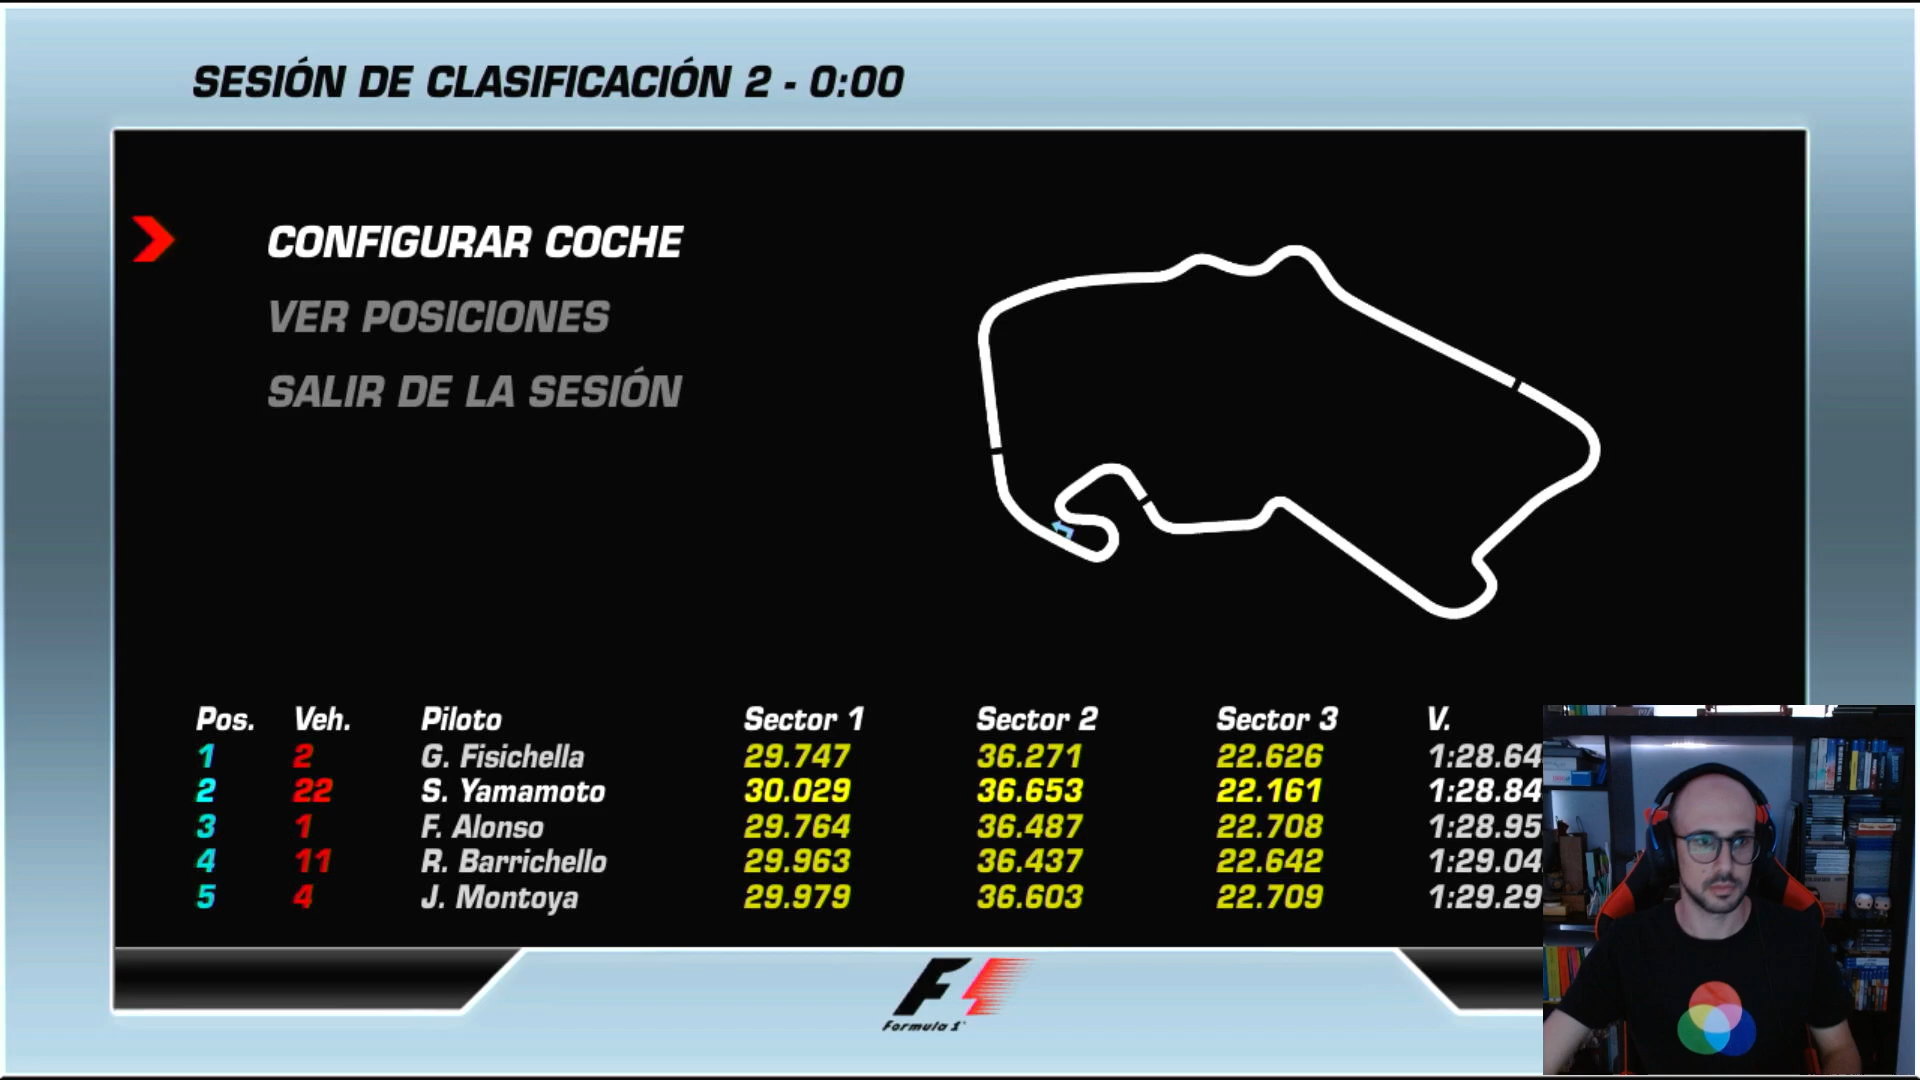 SESIÓN DE CLASIFICACIÓN 2 - 0:00
CONFIGURAR COCHE
VER POSICIONES
SALIR DE LA SESIÓN
Pos. Veh. Piloto Sector 1 Sector 2 Sector 3 V.
1 2 G. Fisichella 29.747 36.271 22.626 1:28.64
2 22 S. Yamamoto 30.029 36.653 22.161 1:28.84
3 1 F. Alonso 29.764 36.487 22.708 1:28.95
4 11 R. Barrichello 29.963 36.437 22.642 1:29.04
5 4 J. Montoya 29.979 36.603 22.709 1:29.29
F1
Formula 1